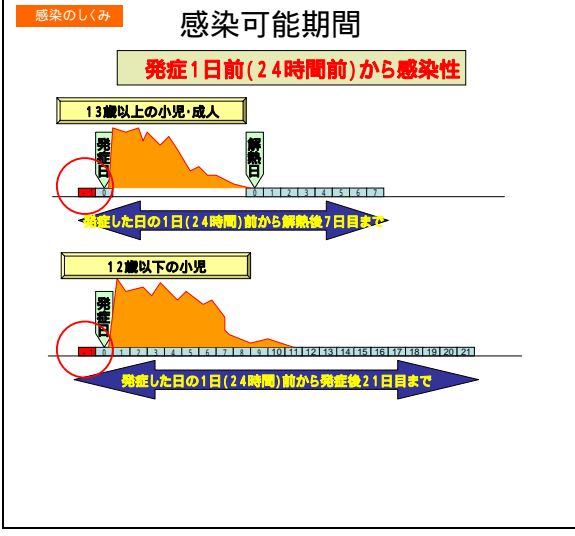 感染のしくみ
感染可能期間
発症1日前(24時間前)から感染性
13歳以上の小児・成人
発症日
解熱日
-1 0
0 1 2 3 4 5 6 7
発症した日の1日(24時間)前から解熱後7日目まで
12歳以下の小児
発症日
-1 0 1 2 3 4 5 6 7 8 9 10 11 12 13 14 15 16 17 18 19 20 21
発症した日の1日(24時間)前から発症後21日目まで